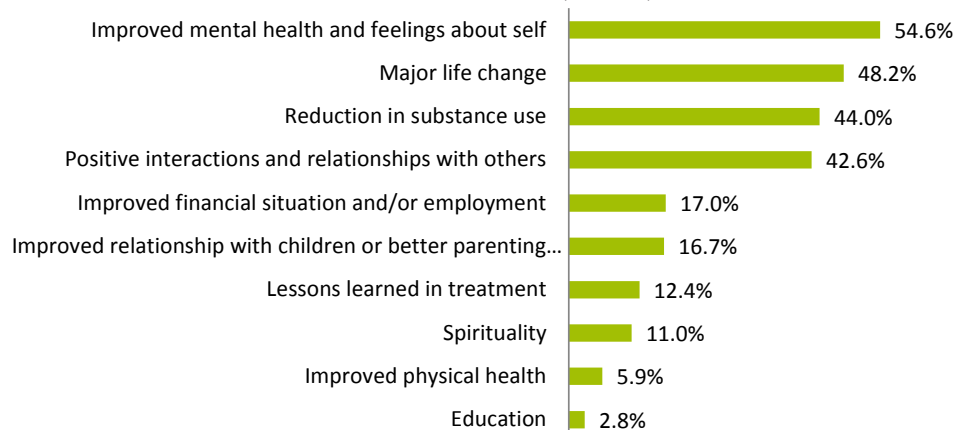 Improved mental health and feelings about self 54.6%
Major life change 48.2%
Reduction in substance use 44.0%
Positive interactions and relationships with others 42.6%
Improved financial situation and/or employment 17.0%
Improved relationship with children or better parenting... 16.7%
Lessons learned in treatment 12.4%
Spirituality 11.0%
Improved physical health 5.9%
Education 2.8%